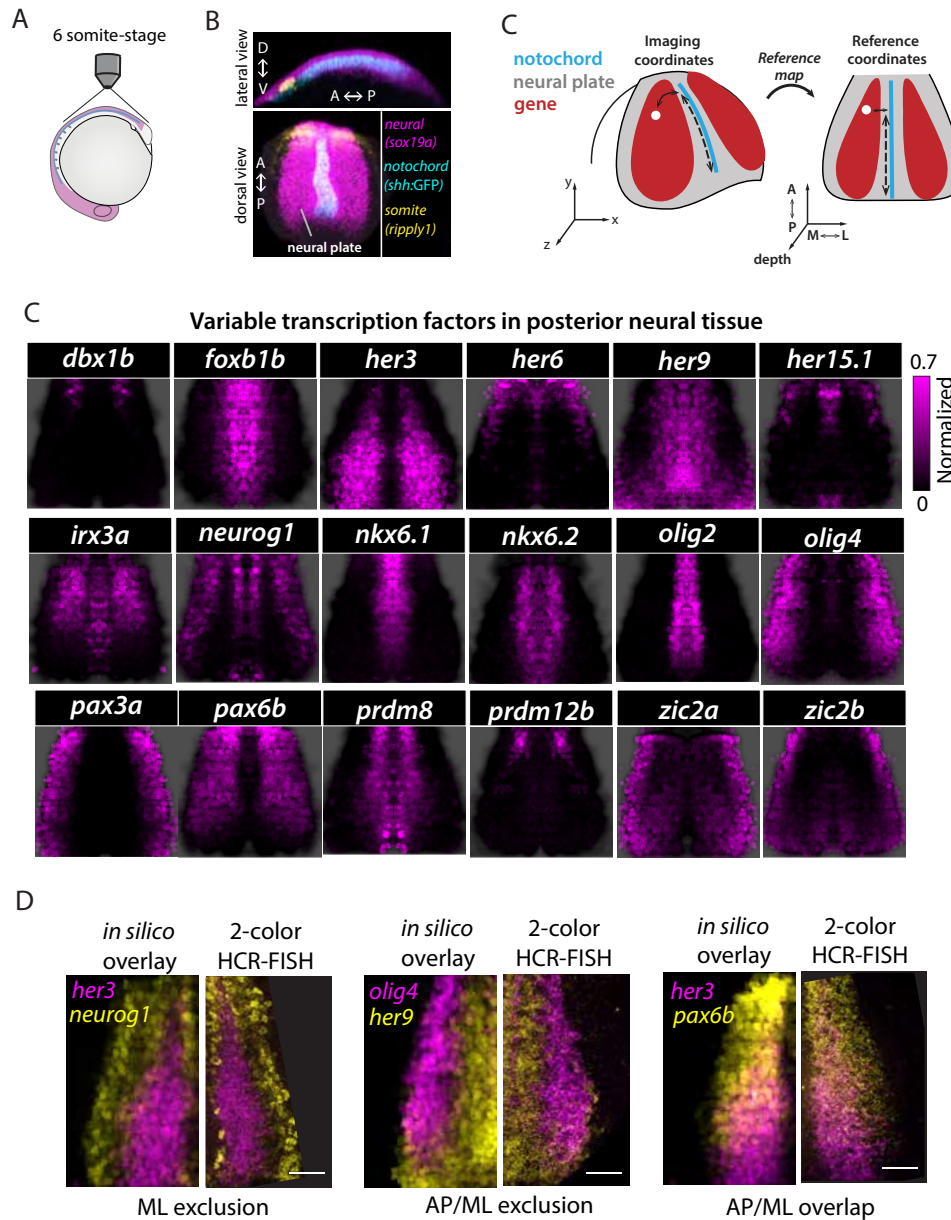 A
6 somite-stage
B
lateral view
D
V
A P
dorsal view
A
P
neural
(sox19a)
notochord
(shh:GFP)
somite
(ripply1)
neural plate
C
notochord
neural plate
gene
Imaging
coordinates
Reference
map
Reference
coordinates
y
x
z
A
P
M L
depth
C
Variable transcription factors in posterior neural tissue
dbx1b foxb1b her3 her6 her9 her15.1
0.7
Normalized
0
irx3a neurog1 nkx6.1 nkx6.2 olig2 olig4
pax3a pax6b prdm8 prdm12b zic2a zic2b
D
in silico
overlay
2-color
HCR-FISH
in silico
overlay
2-color
HCR-FISH
in silico
overlay
2-color
HCR-FISH
her3
neurog1
olig4
her9
her3
pax6b
ML exclusion
AP/ML exclusion
AP/ML overlap